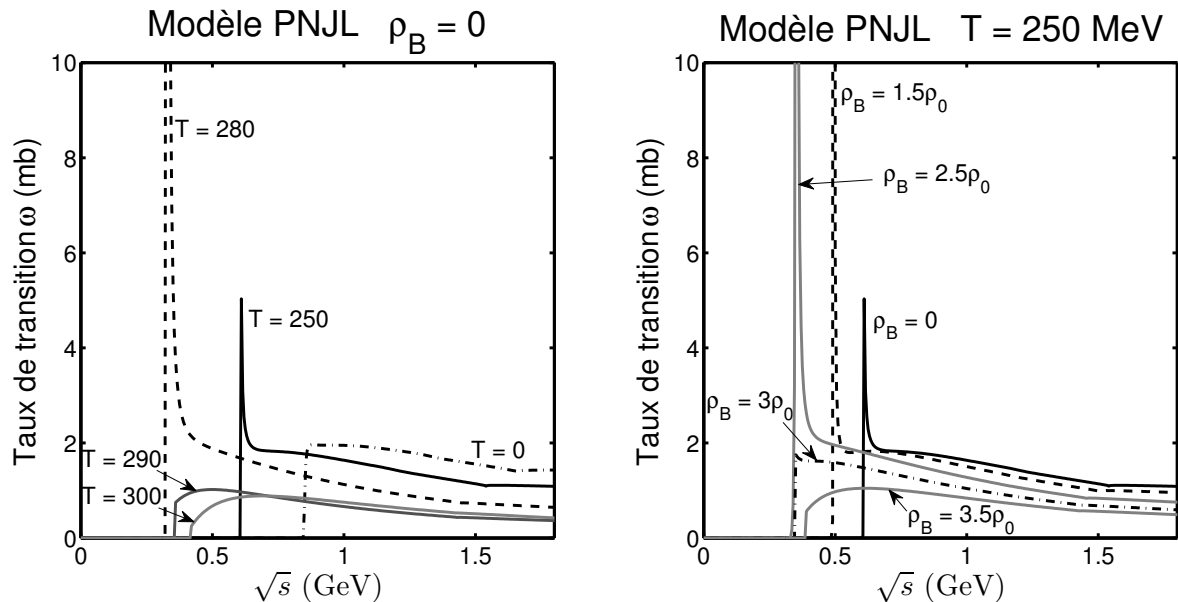 Modèle PNJL ρB = 0
Taux de transition ω (mb)
10
8
6
4
2
0
T = 280
T = 250
T = 0
T = 290
T = 300
0
0.5
1
1.5
√s (GeV)
Modèle PNJL T = 250 MeV
Taux de transition ω (mb)
10
8
6
4
2
0
ρB = 1.5ρ0
ρB = 2.5ρ0
ρB = 0
ρB = 3ρ0
ρB = 3.5ρ0
0
0.5
1
1.5
√s (GeV)